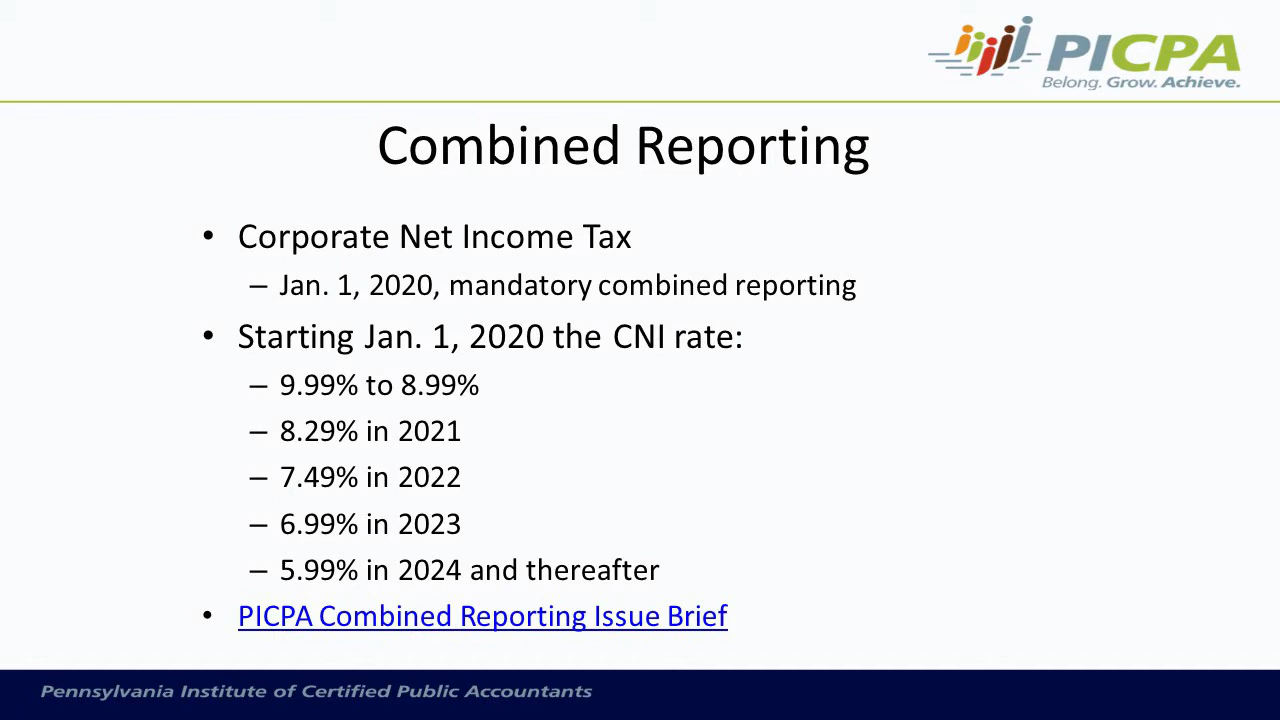 PICPA
Belong. Grow. Achieve.
Combined Reporting
• Corporate Net Income Tax
– Jan. 1, 2020, mandatory combined reporting
• Starting Jan. 1, 2020 the CNI rate:
– 9.99% to 8.99%
– 8.29% in 2021
– 7.49% in 2022
– 6.99% in 2023
– 5.99% in 2024 and thereafter
• PICPA Combined Reporting Issue Brief
Pennsylvania Institute of Certified Public Accountants